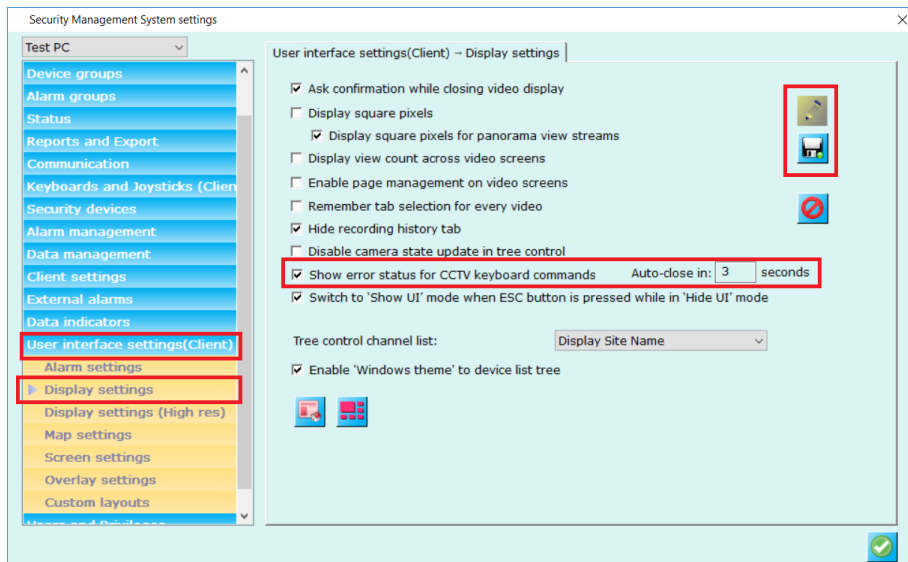 Security Management System settings
Test PC
Device groups
Alarm groups
Status
Reports and Export
Communication
Keyboards and Joysticks (Clien
Security devices
Alarm management
Data management
Client settings
External alarms
Data indicators
User interface settings(Client)
Alarm settings
Display settings
Display settings (High res)
Map settings
Screen settings
Overlay settings
Custom layouts
User interface settings(Client) → Display settings
Ask confirmation while closing video display
Display square pixels
Display square pixels for panorama view streams
Display view count across video screens
Enable page management on video screens
Remember tab selection for every video
Hide recording history tab
Disable camera state update in tree control
Show error status for CCTV keyboard commands Auto-close in: 3 seconds
Switch to 'Show UI' mode when ESC button is pressed while in 'Hide UI' mode
Tree control channel list: Display Site Name
Enable 'Windows theme' to device list tree